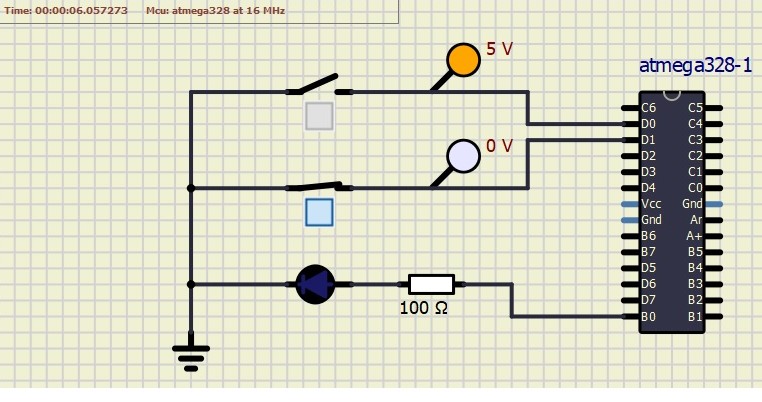 Time: 00:00:06.057273 Mcu: atmega328 at 16 MHz
5 V
atmega328-1
0 V
100 Ω
C6 C5
D0 C4
D1 C3
D2 C2
D3 C1
D4 C0
Vcc Gnd
Gnd Ar
B6 A+
B7 B5
D5 B4
D6 B3
D7 B2
B0 B1